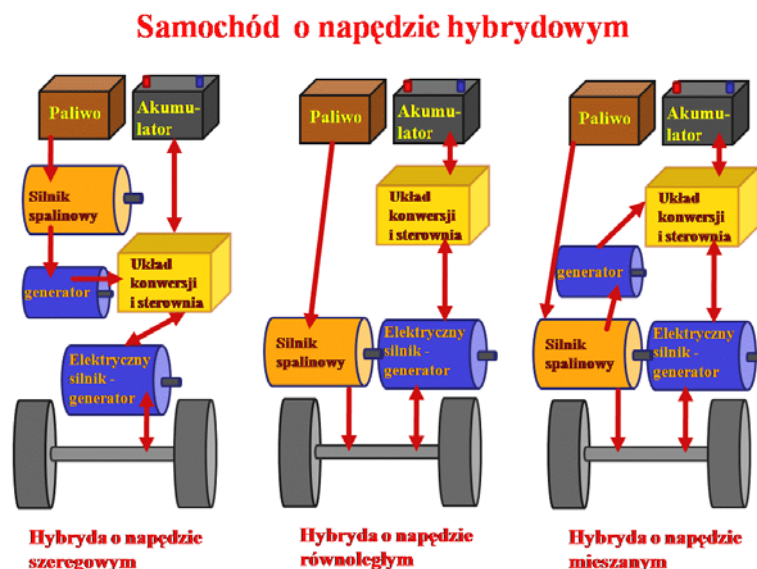 Samochód o napędzie hybrydowym
Paliwo
Akumu-
lator
Silnik
spalinowy
Układ
konwersji
i sterownia
generator
Elektryczny
silnik -
generator
Hybryda o napędzie
szeregowym
Paliwo
Akumu-
lator
Układ
konwersji
i sterownia
Silnik
spalinowy
Elektryczny
silnik -
generator
Hybryda o napędzie
równoległym
Paliwo
Akumu-
lator
Układ
konwersji
i sterownia
generator
Silnik
spalinowy
Elektryczny
silnik -
generator
Hybryda o napędzie
mieszanym